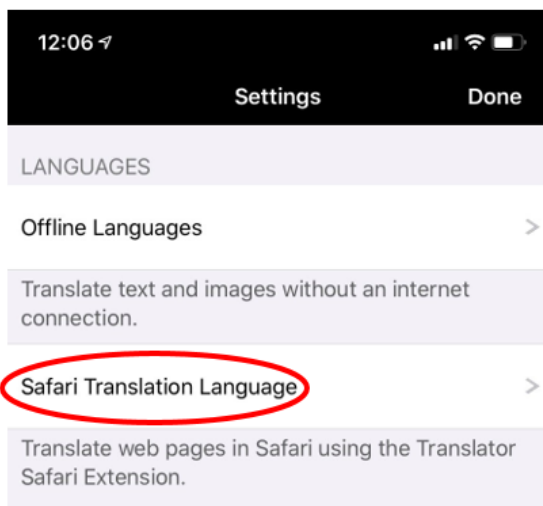 12:06
Settings
Done
LANGUAGES
Offline Languages
Translate text and images without an internet
connection.
Safari Translation Language
Translate web pages in Safari using the Translator
Safari Extension.